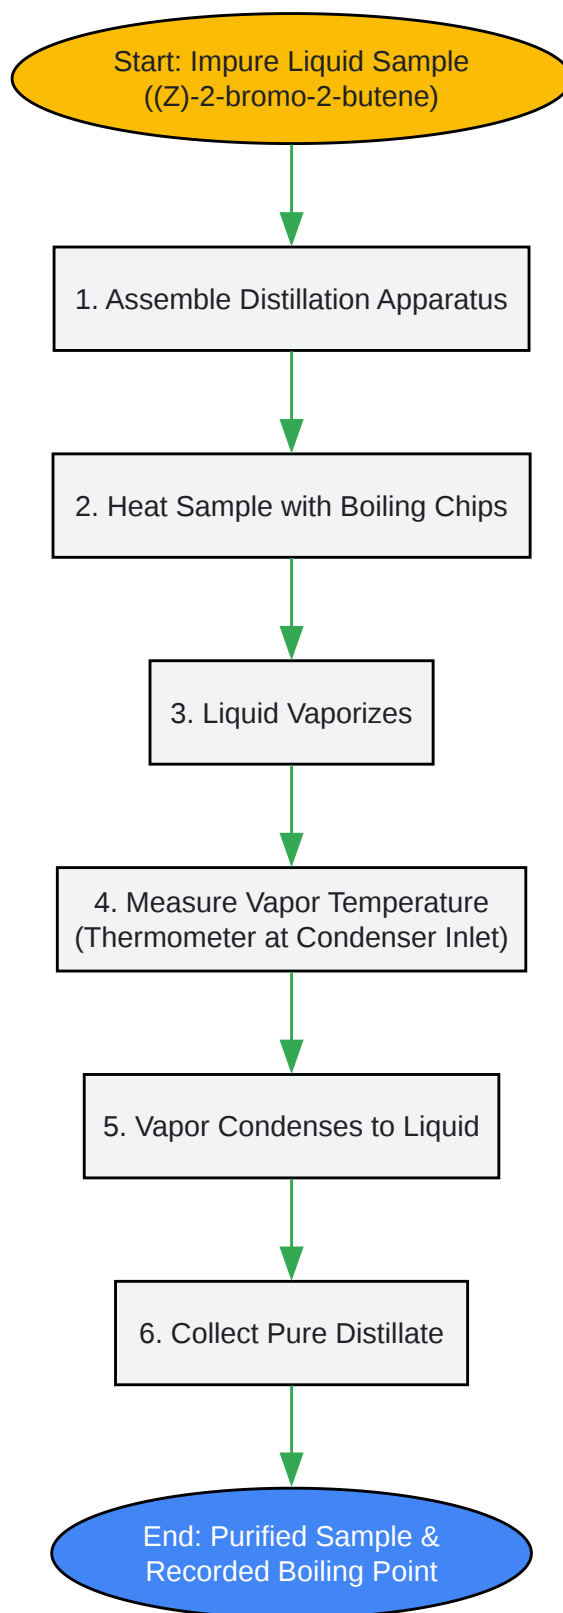 Start: Impure Liquid Sample
((Z)-2-bromo-2-butene)
1. Assemble Distillation Apparatus
2. Heat Sample with Boiling Chips
3. Liquid Vaporizes
4. Measure Vapor Temperature
(Thermometer at Condenser Inlet)
5. Vapor Condenses to Liquid
6. Collect Pure Distillate
End: Purified Sample &
Recorded Boiling Point